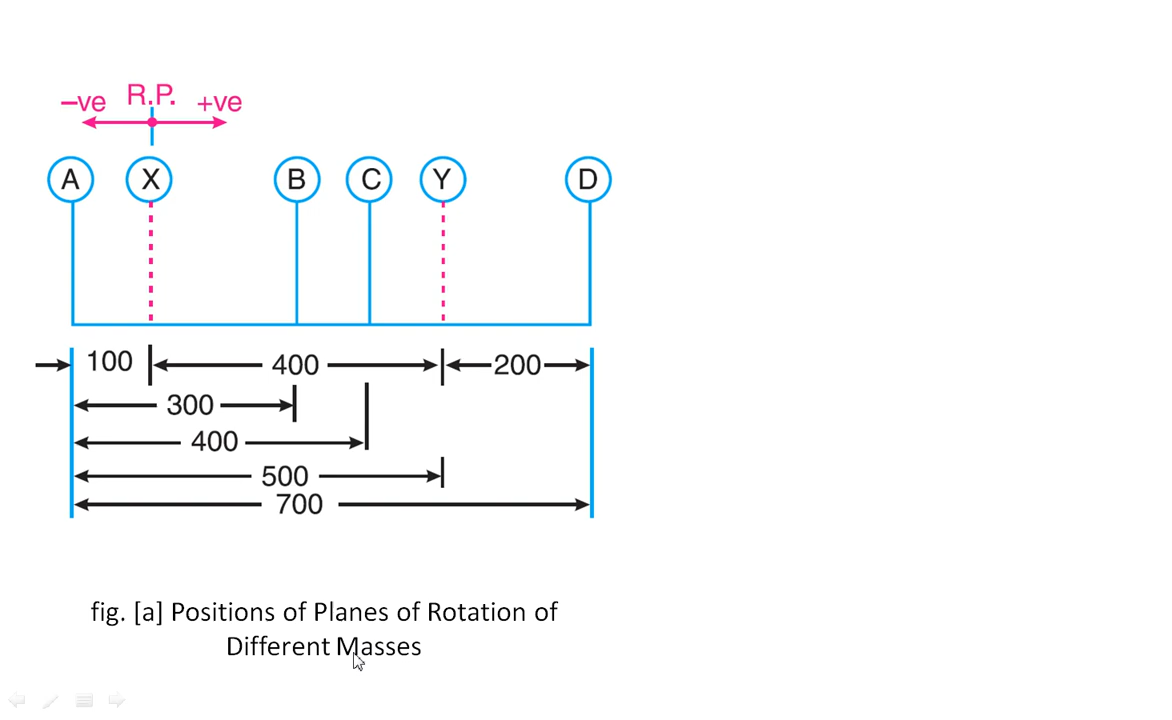 –ve R.P. +ve
A X B C Y D
100 400 200
300
400
500
700
fig. [a] Positions of Planes of Rotation of
Different Masses